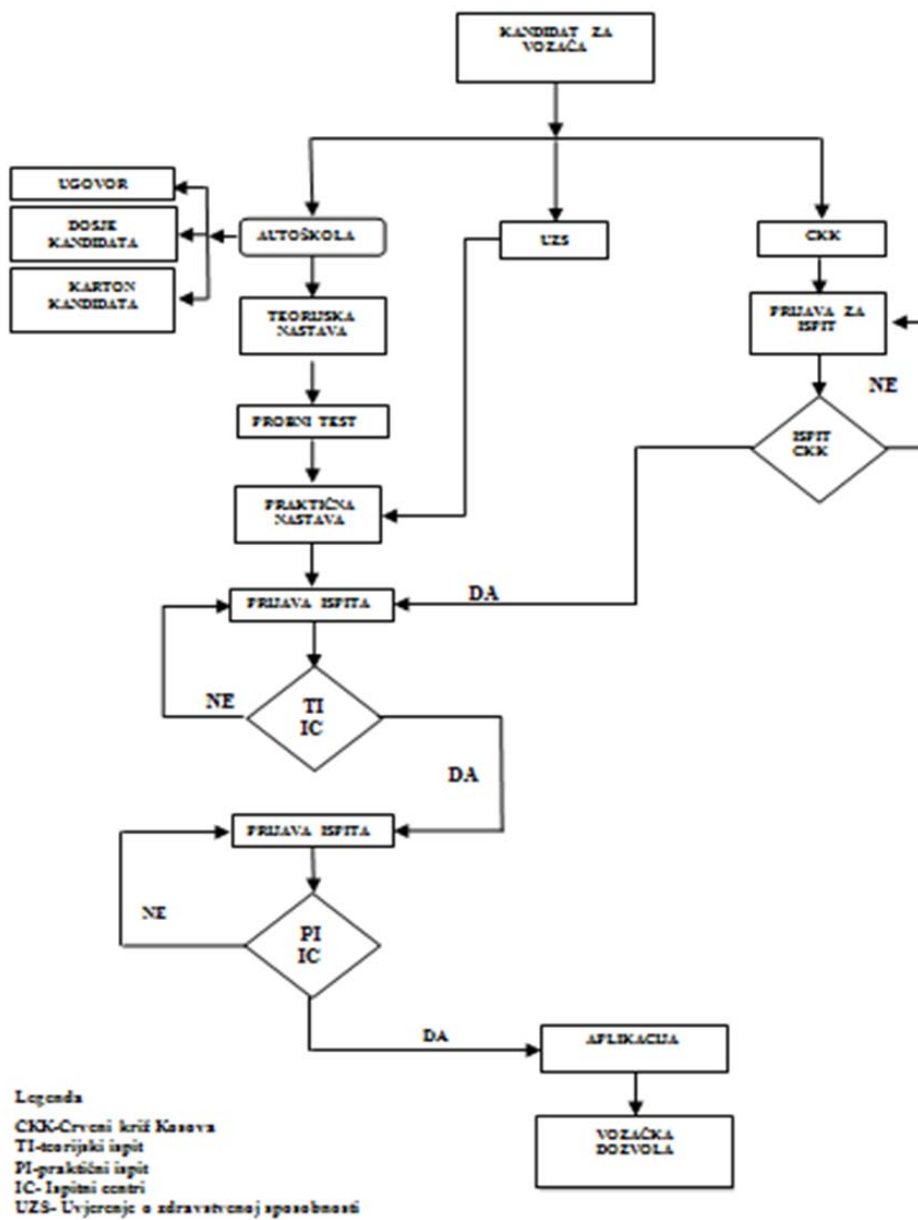 KANDIDAT ZA
VOZAČA
UGOVOR
DOSJE
KANDIDATA
KARTON
KANDIDATA
AUTOŠKOLA
UZS
CKK
TEORIJSKA
NASTAVA
PRIJAVA ZA
ISPIT
NE
PROBNI TEST
ISPIT
CKK
PRAKTIČNA
NASTAVA
PRIJAVA ISPITA
DA
NE
TI
IC
DA
PRIJAVA ISPITA
NE
PI
IC
DA
APLIKACIJA
VOZAČKA
DOZVOLA
Legenda
CKK-Crveni križ Kosova
TI-teorijski ispit
PI-praktični ispit
IC- Ispitni centri
UZS- Uvjerenje o zdravstvenoj sposobnosti